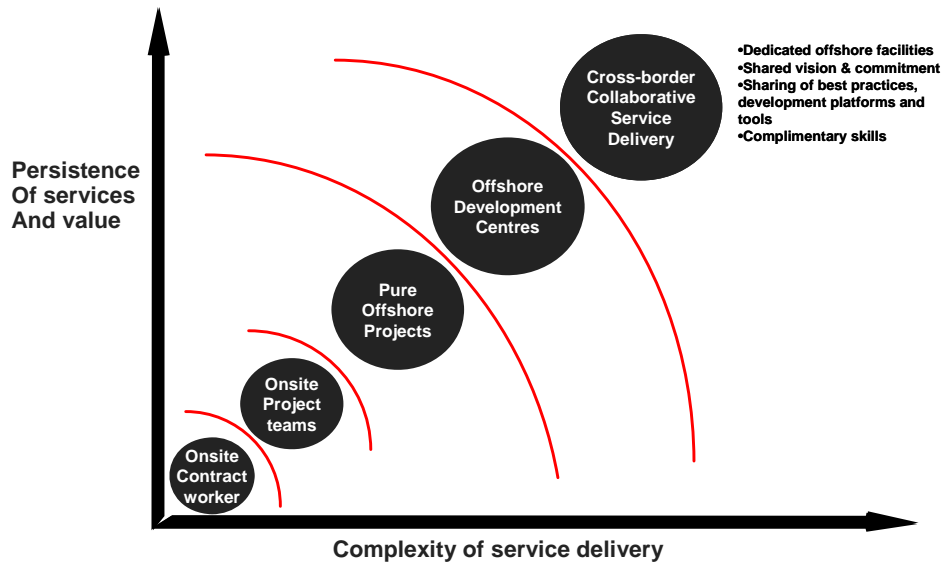 •Dedicated offshore facilities
•Shared vision & commitment
•Sharing of best practices,
development platforms and
tools
•Complimentary skills
Cross-border
Collaborative
Service
Delivery
Persistence
Of services
And value
Offshore
Development
Centres
Pure
Offshore
Projects
Onsite
Project
teams
Onsite
Contract
worker
Complexity of service delivery